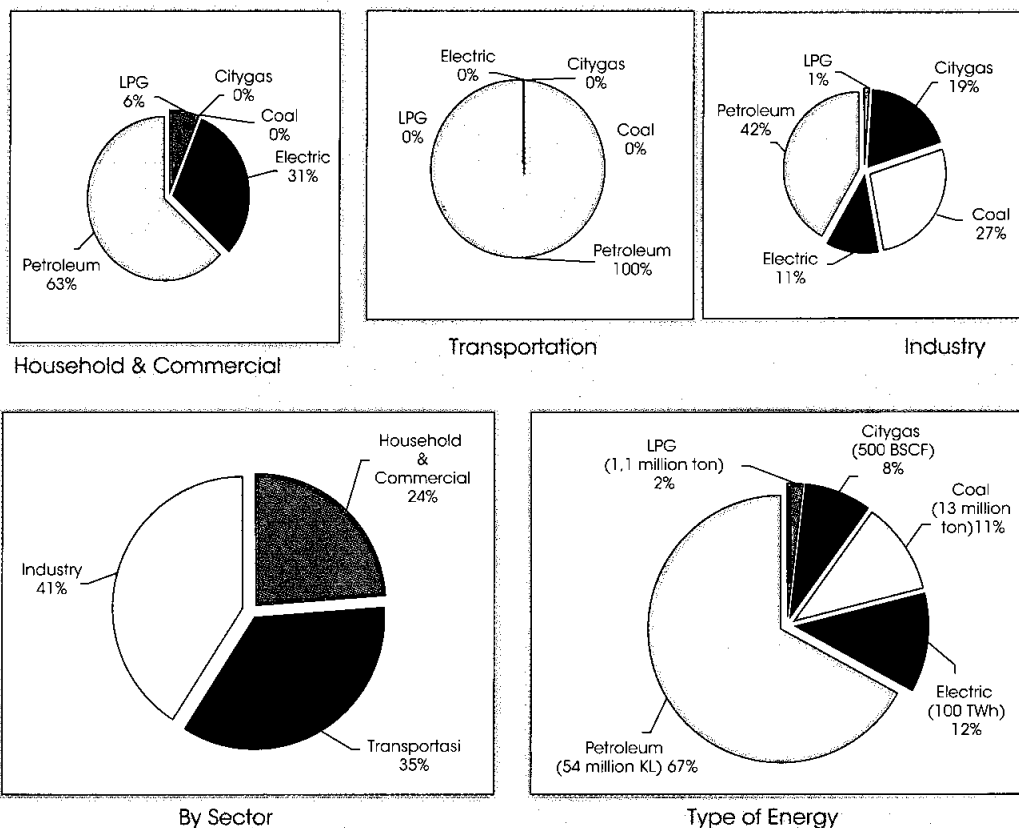 LPG
6%
Citygas
0%
Coal
0%
Electric
31%
Petroleum
63%
Household & Commercial
Electric
0%
Citygas
0%
LPG
0%
Coal
0%
Petroleum
100%
Transportation
LPG
1%
Citygas
19%
Petroleum
42%
Coal
27%
Electric
11%
Industry
Household
&
Commercial
24%
Industry
41%
Transportasi
35%
By Sector
LPG
(1,1 million ton)
2%
Citygas
(500 BSCF)
8%
Coal
(13 million
ton)11%
Electric
(100 TWh)
12%
Petroleum
(54 million KL) 67%
Type of Energy